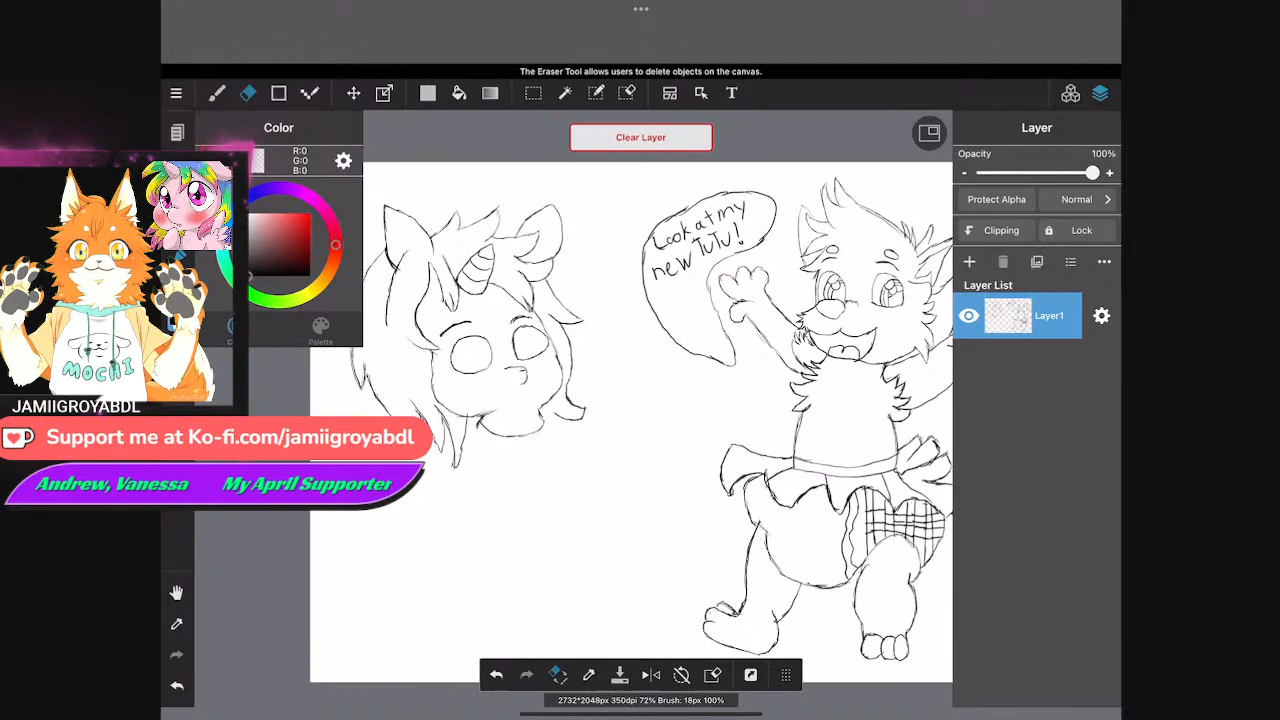 The Eraser Tool allows users to delete objects on the canvas.
T
Color
Clear Layer
Layer
R:0
G:0
B:0
Opacity
100%
-
+
Protect Alpha
Normal
Clipping
Lock
Layer List
Layer1
Look at my
new TuTu!
Palette
MOCHI
JAMIIGROYABDL
Support me at Ko-fi.com/jamiigroyabdl
Andrew, Vanessa
My April Supporter
2732*2048px 350dpi 72% Brush: 18px 100%